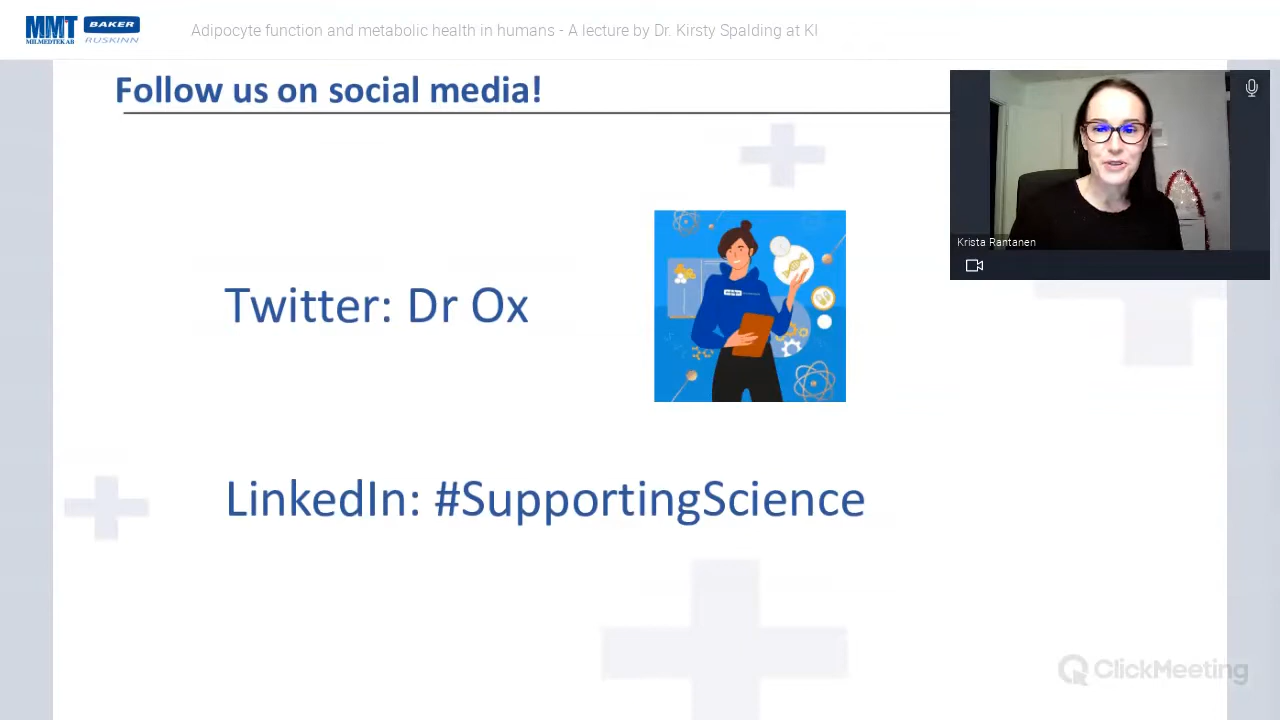 MMT
MILMEDTEK AB
BAKER
RUSKINN
Adipocyte function and metabolic health in humans - A lecture by Dr. Kirsty Spalding at KI
Follow us on social media!
Krista Rantanen
Twitter: Dr Ox
LinkedIn: #SupportingScience
ClickMeeting